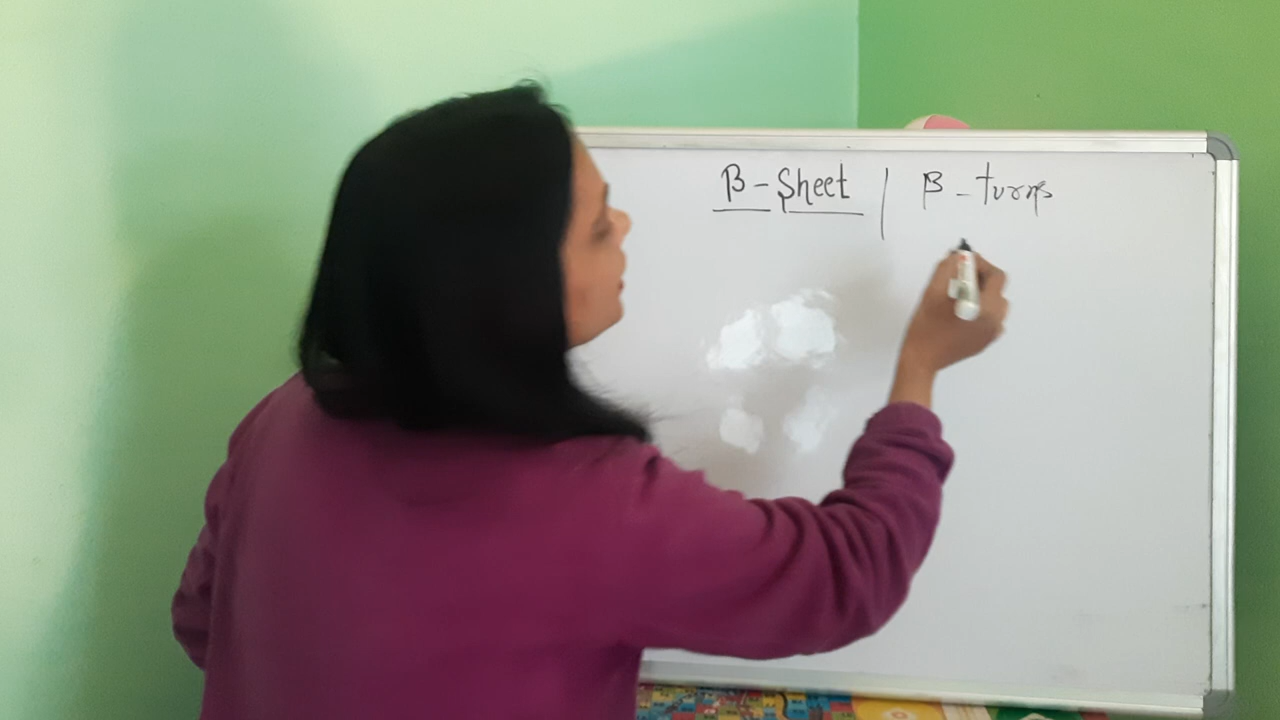 β - Sheet | β - turns